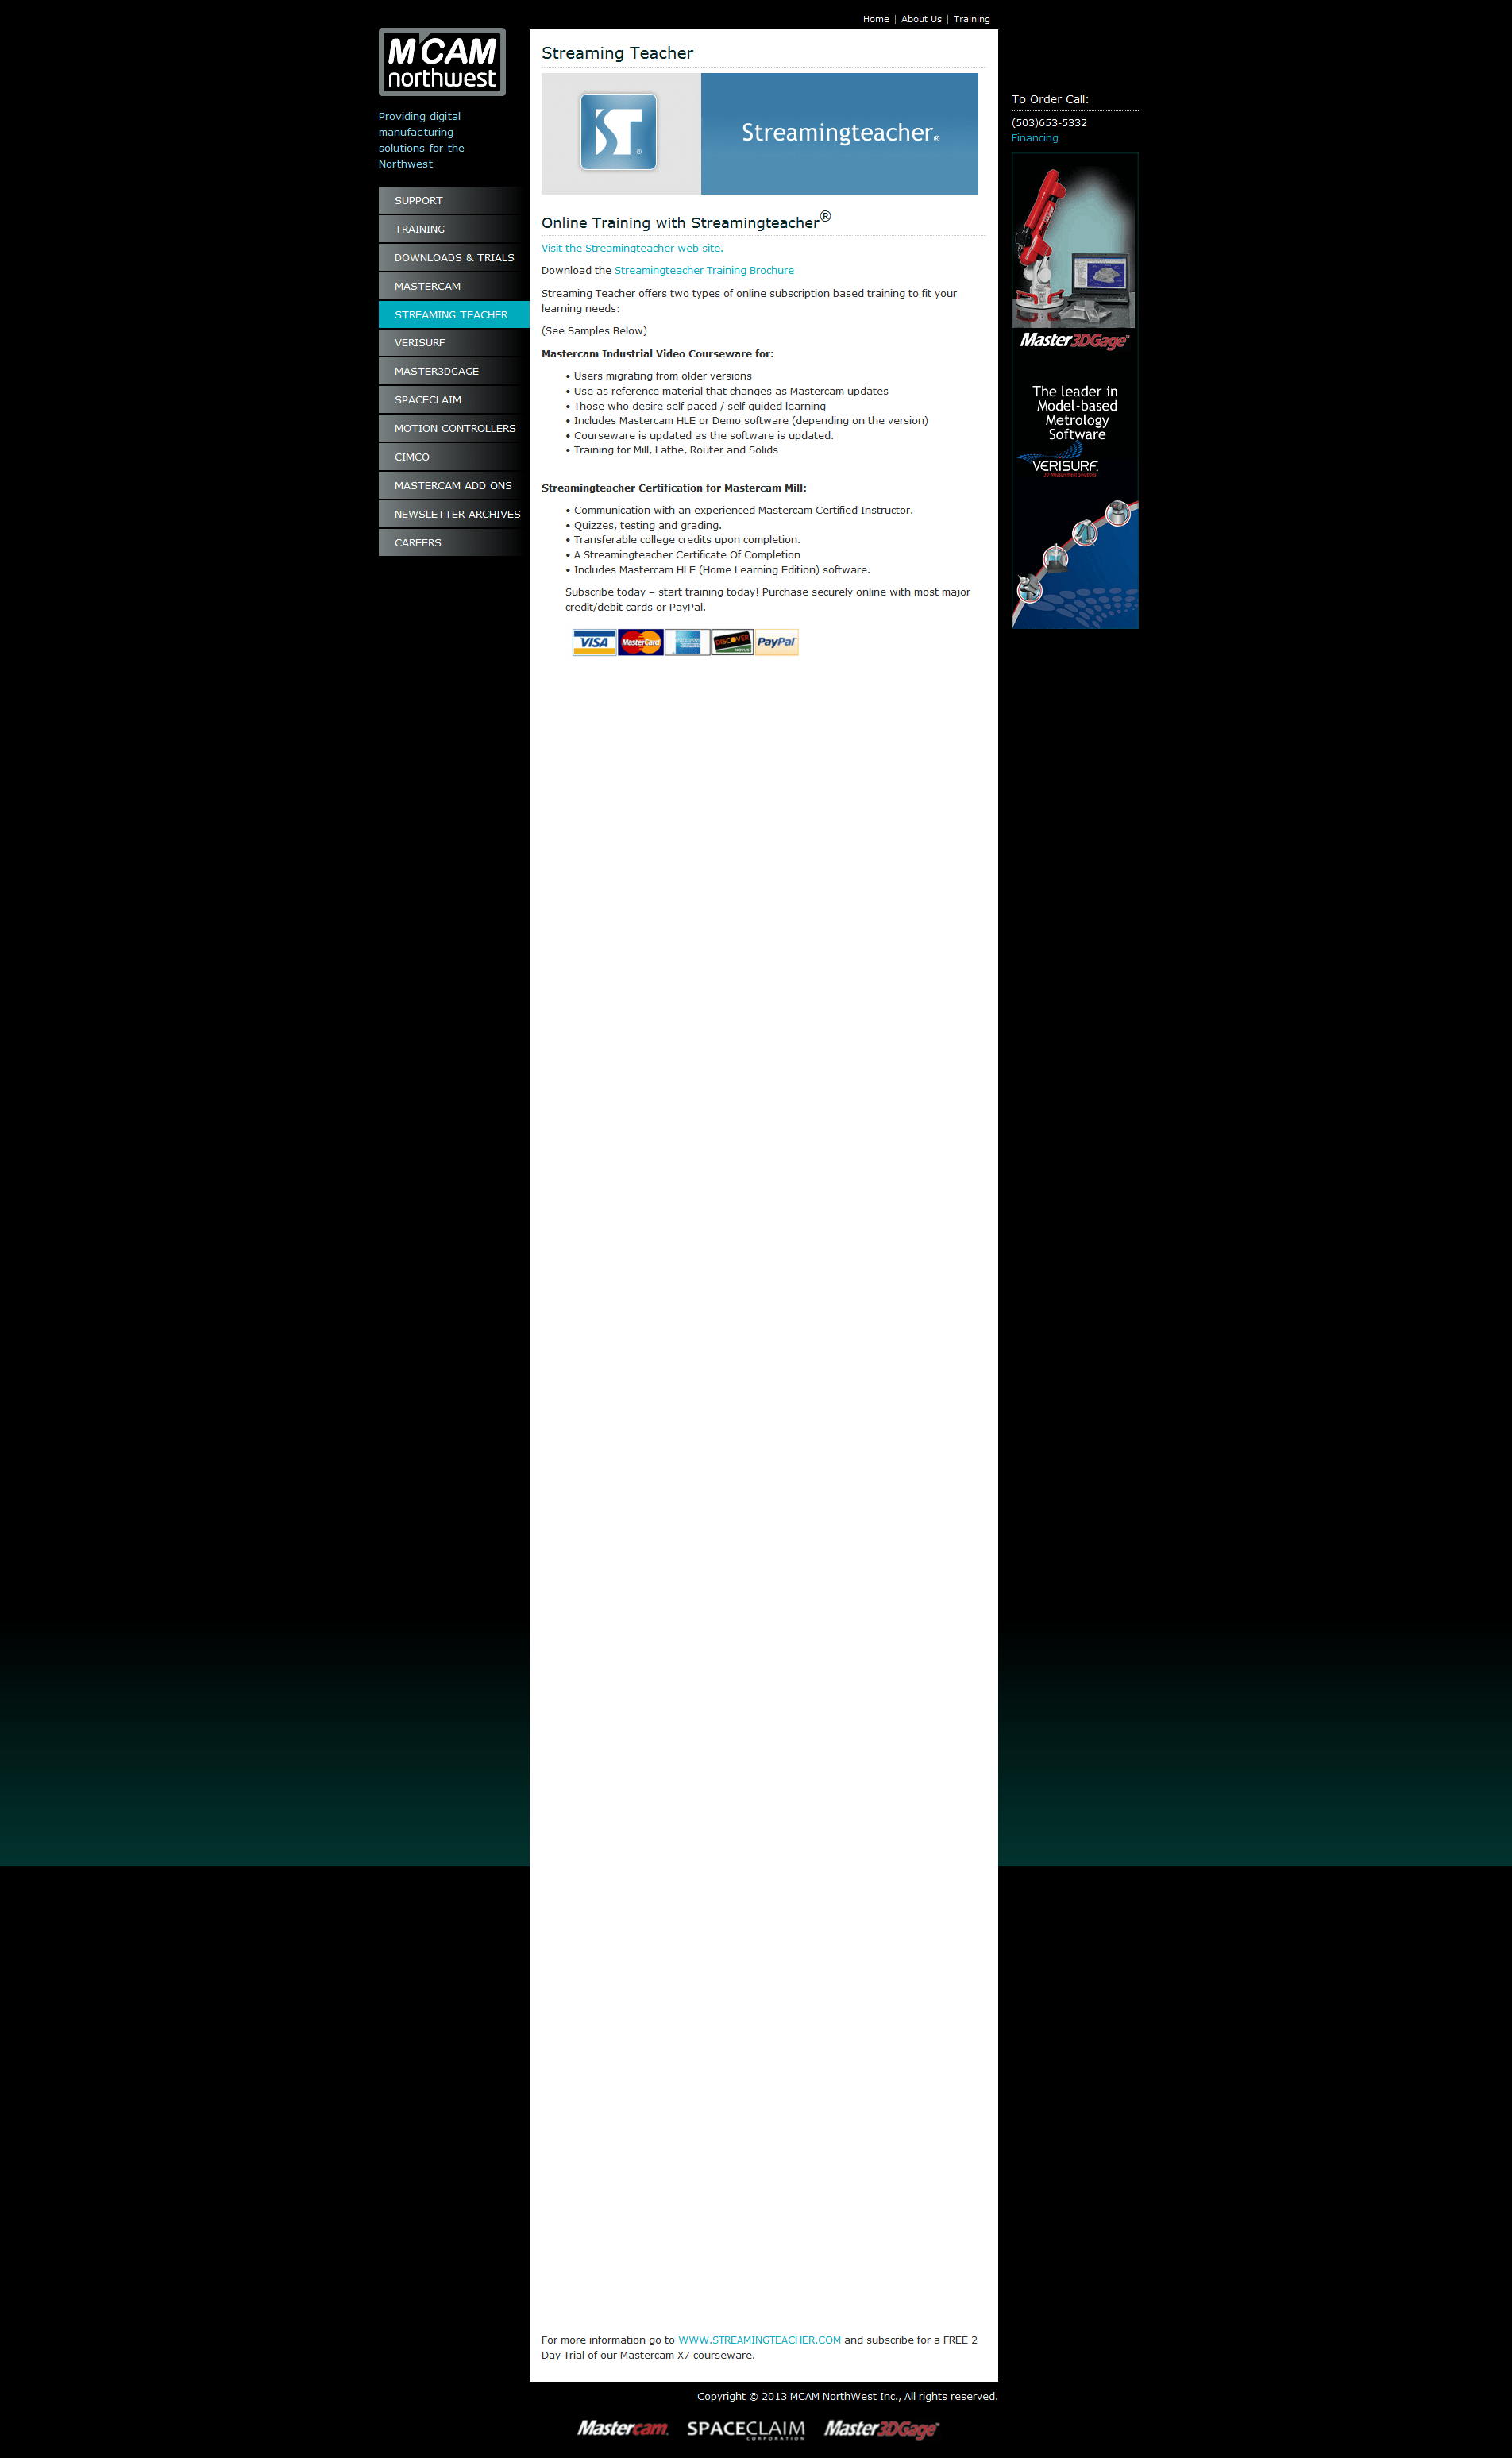 Home | About Us | Training
M'CAM
northwest
Providing digital
manufacturing
solutions for the
Northwest
SUPPORT
TRAINING
DOWNLOADS & TRIALS
MASTERCAM
STREAMING TEACHER
VERISURF
MASTER3DGAGE
SPACECLAIM
MOTION CONTROLLERS
CIMCO
MASTERCAM ADD ONS
NEWSLETTER ARCHIVES
CAREERS
Streaming Teacher
ST®
Streamingteacher®
Online Training with Streamingteacher®
Visit the Streamingteacher web site.
Download the Streamingteacher Training Brochure
Streaming Teacher offers two types of online subscription based training to fit your
learning needs:
(See Samples Below)
Mastercam Industrial Video Courseware for:
• Users migrating from older versions
• Use as reference material that changes as Mastercam updates
• Those who desire self paced / self guided learning
• Includes Mastercam HLE or Demo software (depending on the version)
• Courseware is updated as the software is updated.
• Training for Mill, Lathe, Router and Solids
Streamingteacher Certification for Mastercam Mill:
• Communication with an experienced Mastercam Certified Instructor.
• Quizzes, testing and grading.
• Transferable college credits upon completion.
• A Streamingteacher Certificate Of Completion
• Includes Mastercam HLE (Home Learning Edition) software.
Subscribe today – start training today! Purchase securely online with most major
credit/debit cards or PayPal.
VISA MasterCard DISCOVER PayPal
For more information go to WWW.STREAMINGTEACHER.COM and subscribe for a FREE 2
Day Trial of our Mastercam X7 courseware.
To Order Call:
(503)653-5332
Financing
Master3DGage
The leader in
Model-based
Metrology
Software
VERISURF
Copyright © 2013 MCAM NorthWest Inc., All rights reserved.
Mastercam. SPACECLAIM CORPORATION Master3DGage